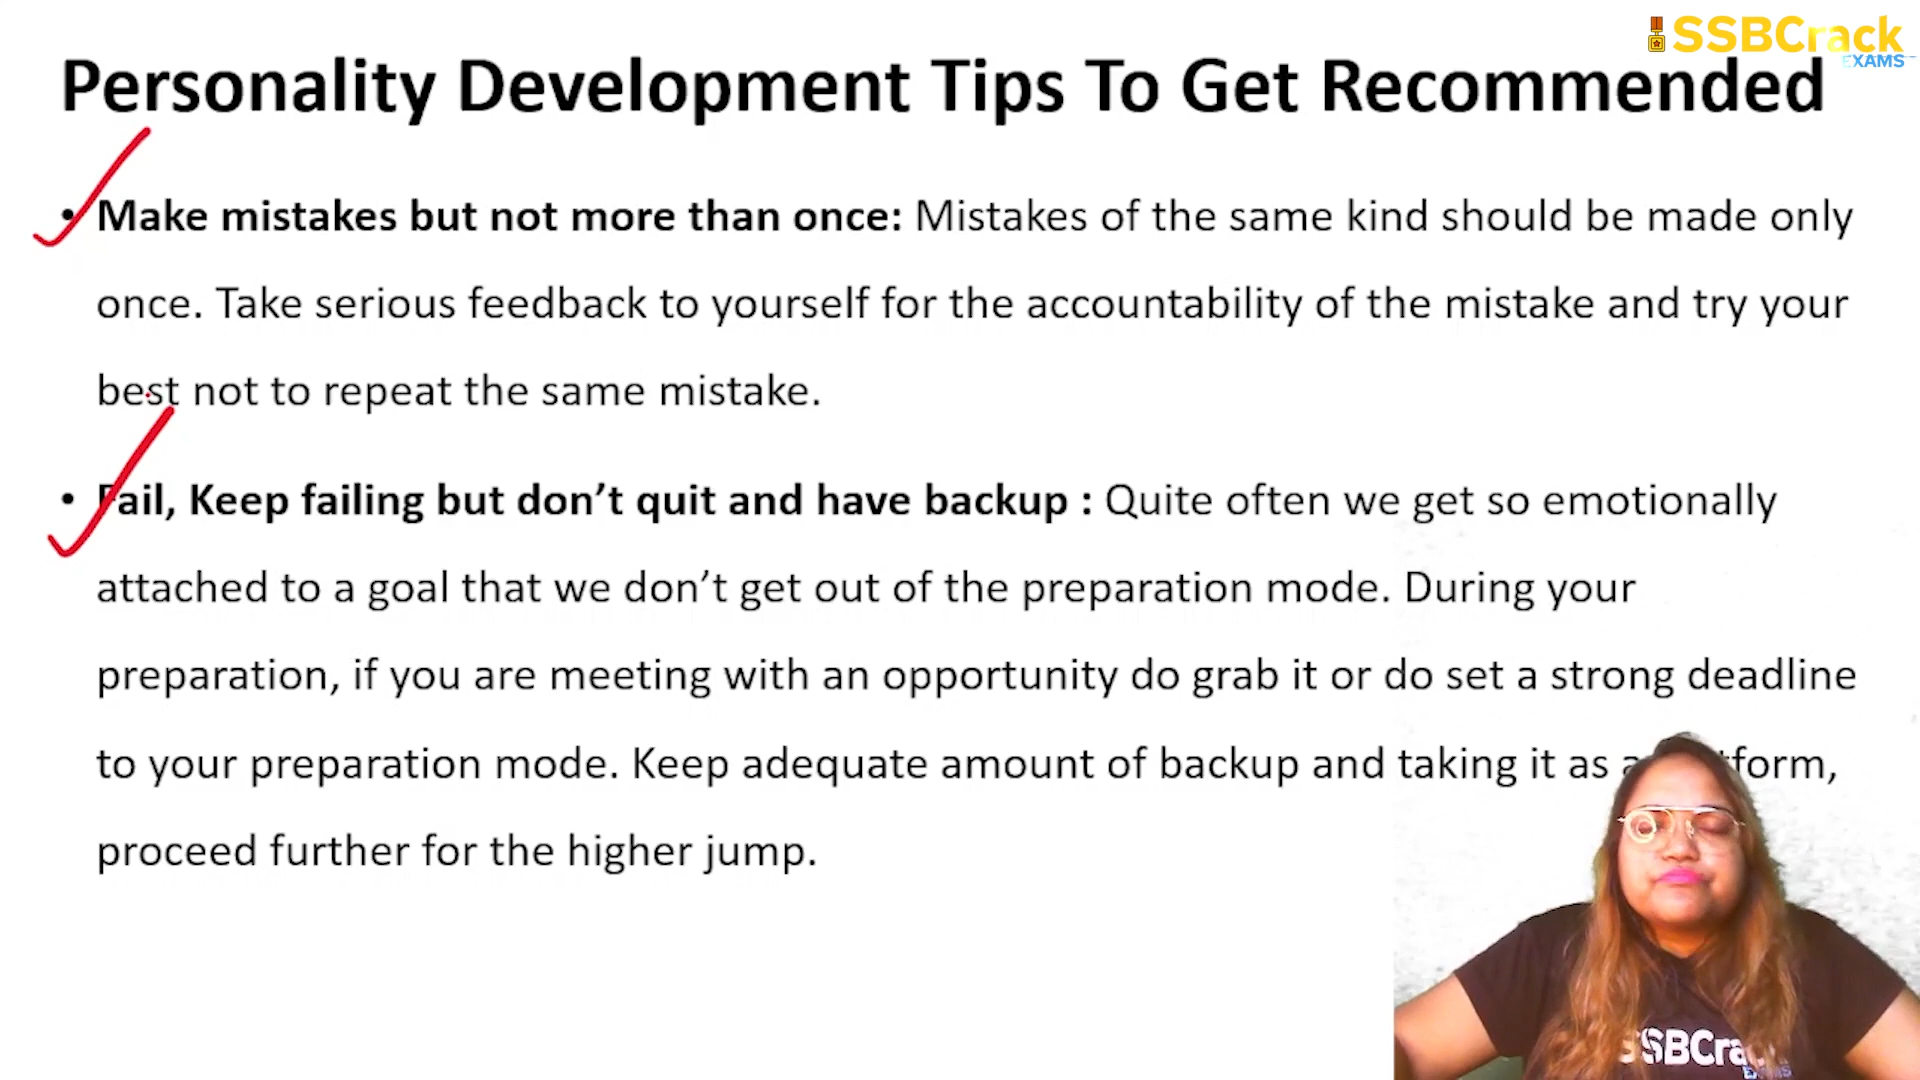 SSBCrack
EXAMS
Personality Development Tips To Get Recommended
• Make mistakes but not more than once: Mistakes of the same kind should be made only
once. Take serious feedback to yourself for the accountability of the mistake and try your
best not to repeat the same mistake.
• Fail, Keep failing but don’t quit and have backup : Quite often we get so emotionally
attached to a goal that we don’t get out of the preparation mode. During your
preparation, if you are meeting with an opportunity do grab it or do set a strong deadline
to your preparation mode. Keep adequate amount of backup and taking it as
proceed further for the higher jump.